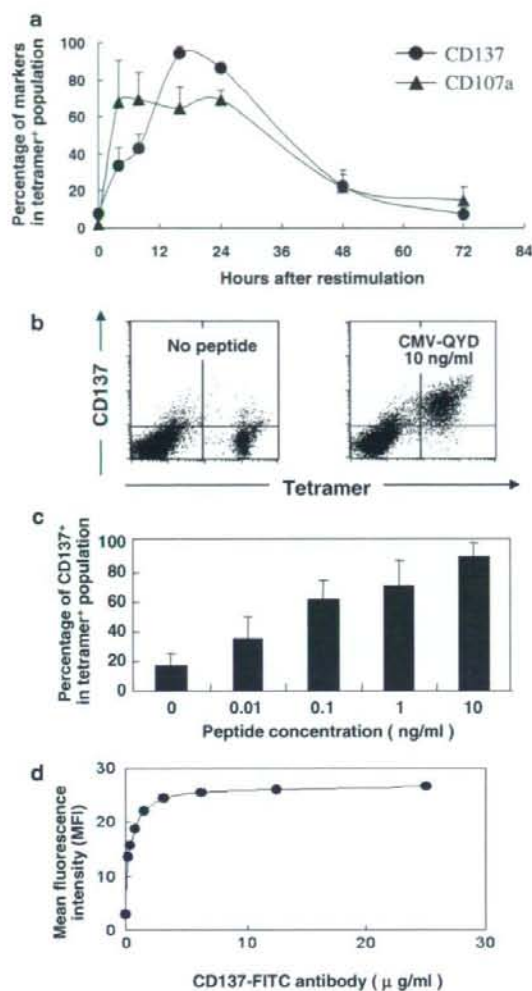 a
Percentage of markers
in tetramer+ population
100
80
60
40
20
0
CD137
CD107a
0 12 24 36 48 60 72 84
Hours after restimulation
b
CD137
No peptide
CMV-QYD
10 ng/ml
Tetramer
c
Percentage of CD137+
in tetramer+ population
100
80
60
40
20
0
0 0.01 0.1 1 10
Peptide concentration ( ng/ml )
d
Mean fluorescence
intensity (MFI)
30
20
10
0
0 10 20 30
CD137-FITC antibody ( μ g/ml )